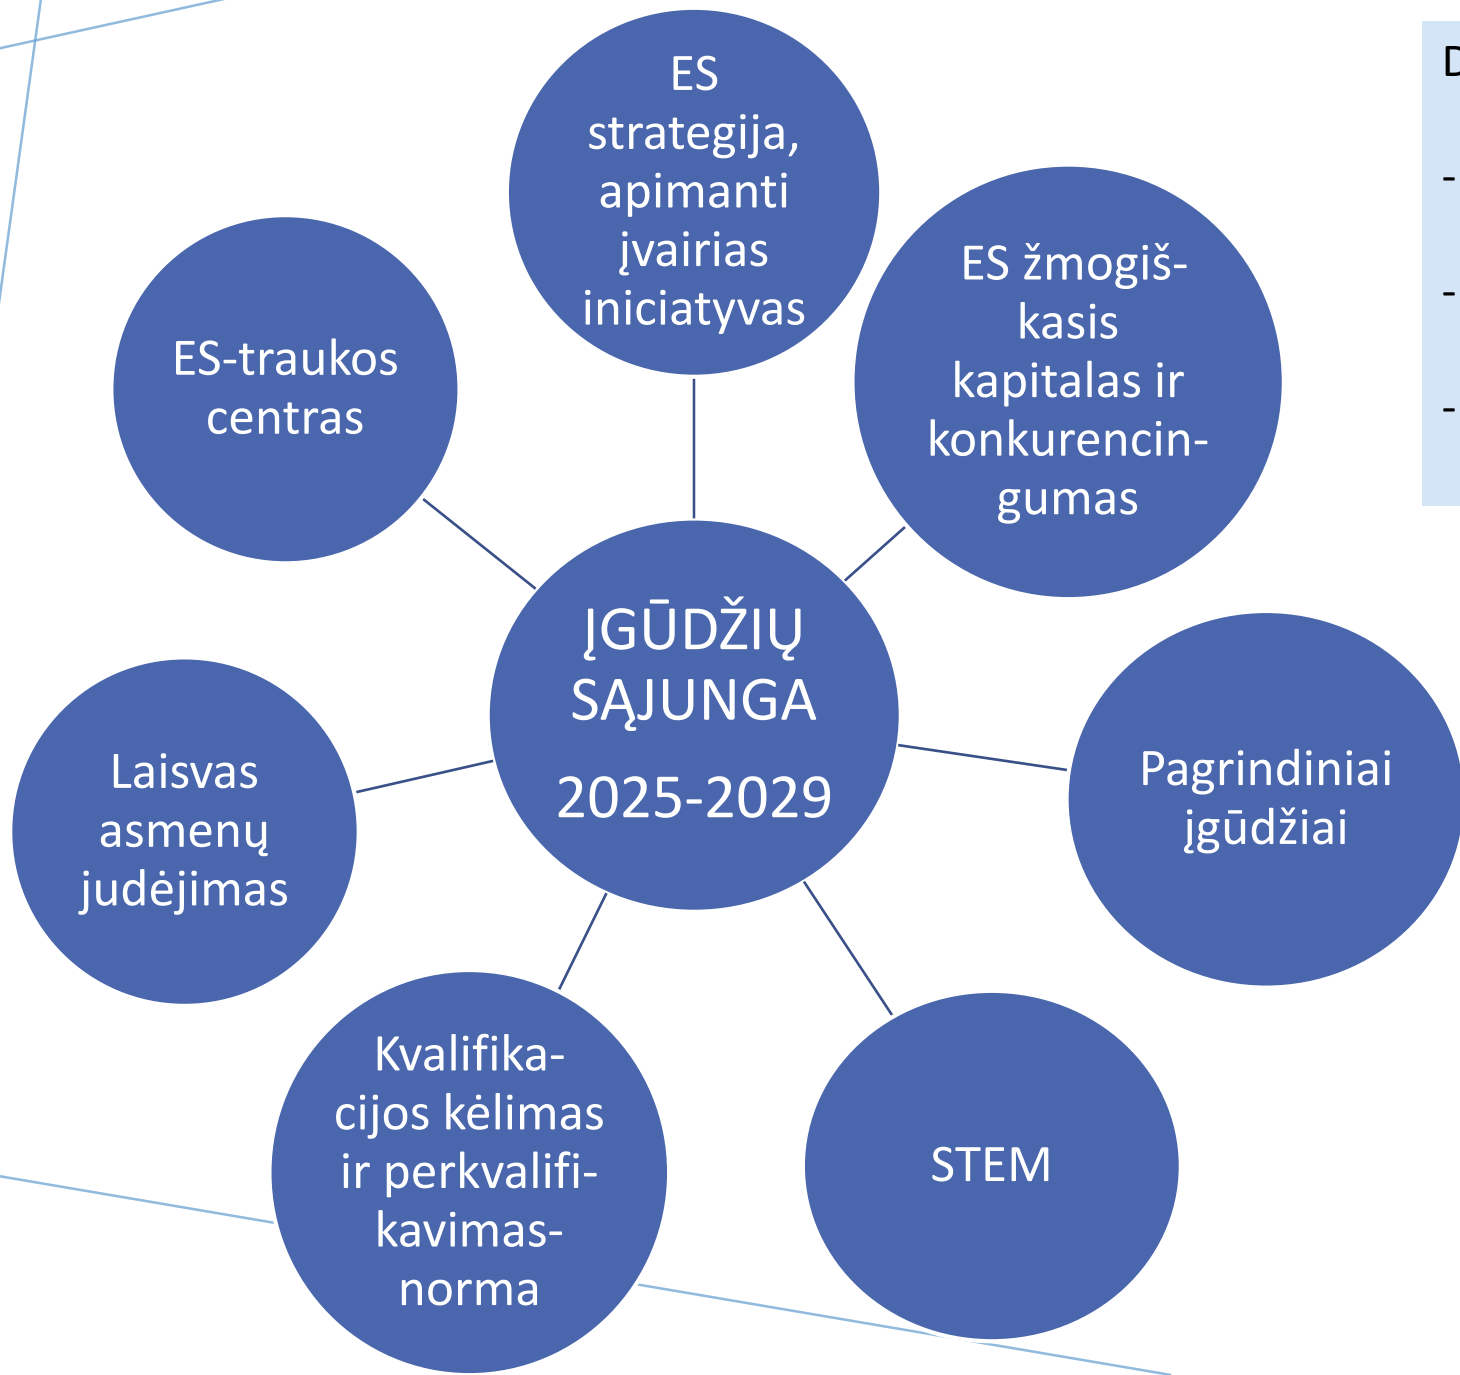 ES
strategija,
apimanti
įvairias
iniciatyvas
ES žmogiš-
kasis
kapitalas ir
konkurencin-
gumas
Pagrindiniai
įgūdžiai
STEM
Kvalifika-
cijos kėlimas
ir perkvalifi-
kavimas-
norma
Laisvas
asmenų
judėjimas
ES-traukos
centras
ĮGŪDŽIŲ
SĄJUNGA
2025-2029
-
-
-